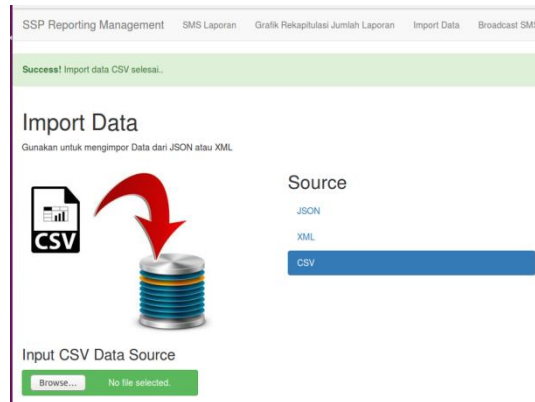 SSP Reporting Management SMS Laporan Grafik Rekapitulasi Jumlah Laporan Import Data Broadcast SMS
Success! Import data CSV selesai..
Import Data
Gunakan untuk mengimpor Data dari JSON atau XML
CSV
Source
JSON
XML
CSV
Input CSV Data Source
Browse... No file selected.